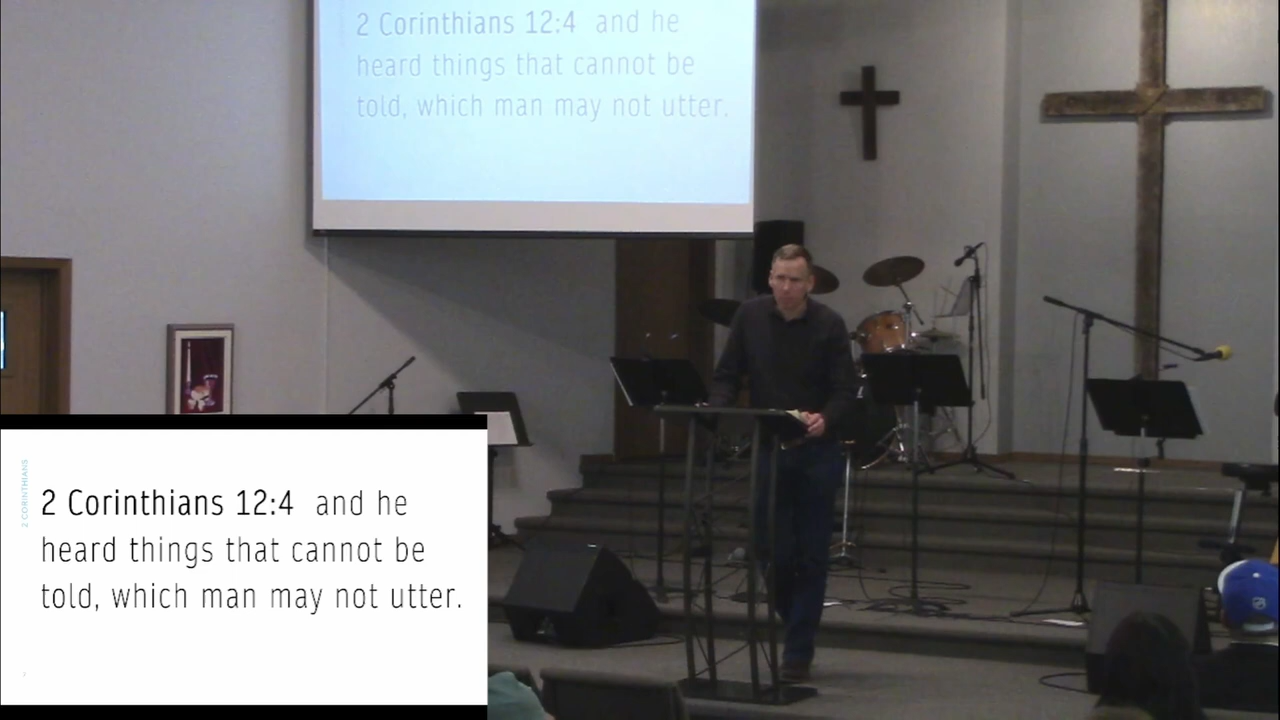 2 Corinthians 12:4 and he
heard things that cannot be
told, which man may not utter.
2 CORINTHIANS
2 Corinthians 12:4 and he
heard things that cannot be
told, which man may not utter.